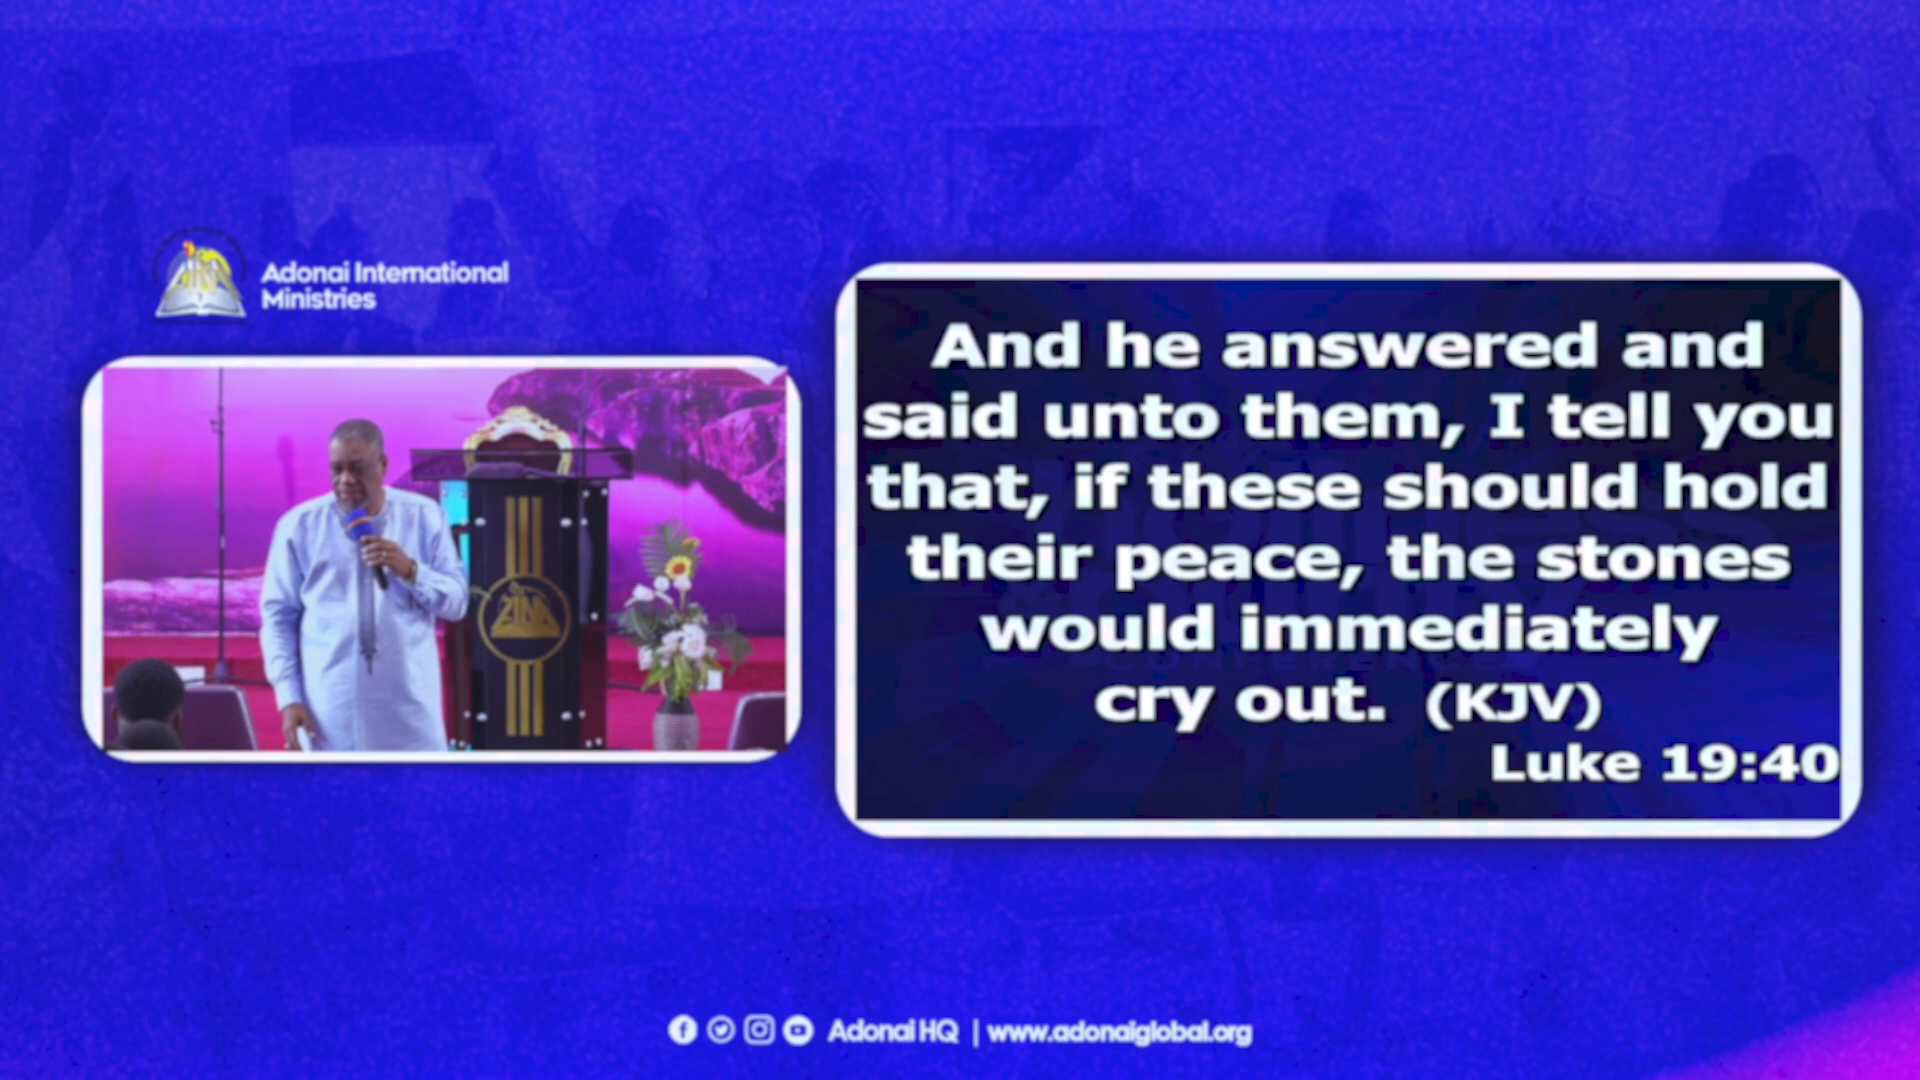 Adonai International
Ministries
And he answered and
said unto them, I tell you
that, if these should hold
their peace, the stones
would immediately
cry out. (KJV)
Luke 19:40
AIM
Adonai HQ | www.adonaiglobal.org